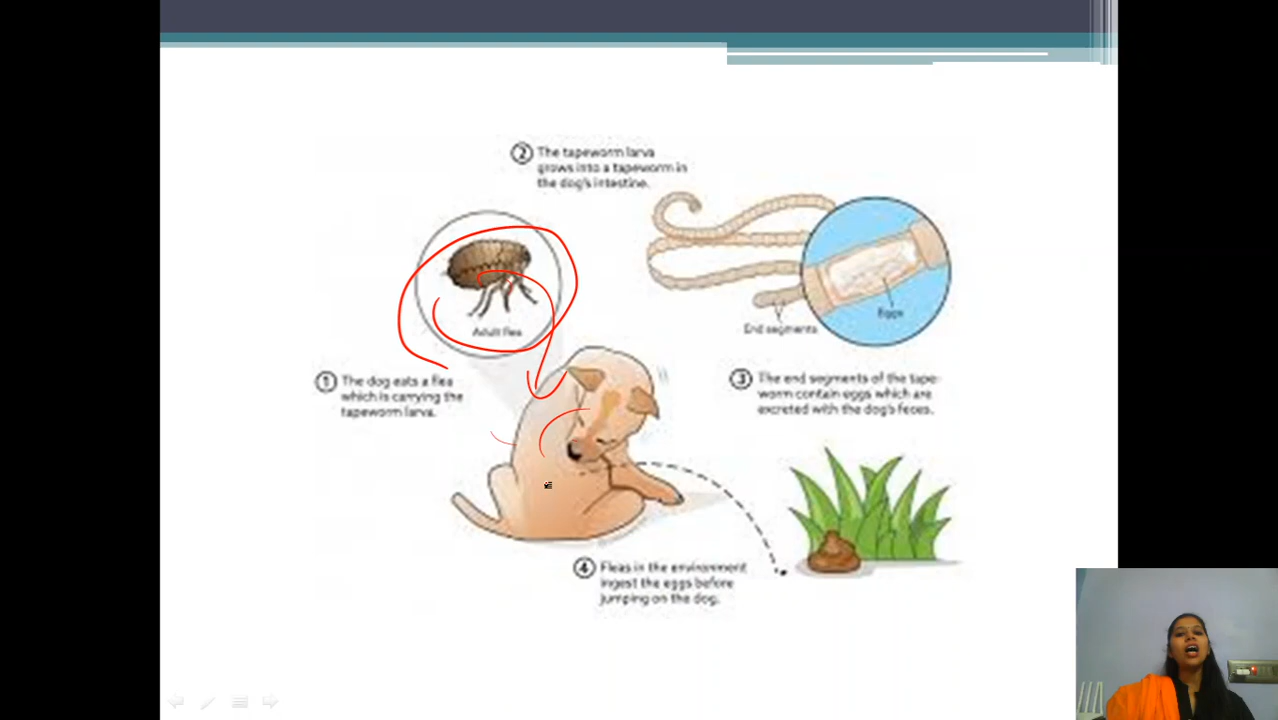 2 The tapeworm larva
grows into a tapeworm in
the dog's intestine.
Adult flea
Eggs
End segments
1 The dog eats a flea
which is carrying the
tapeworm larva.
3 The end segments of the tape-
worm contain eggs which are
excreted with the dog's feces.
4 Fleas in the environment
ingest the eggs before
jumping on the dog.